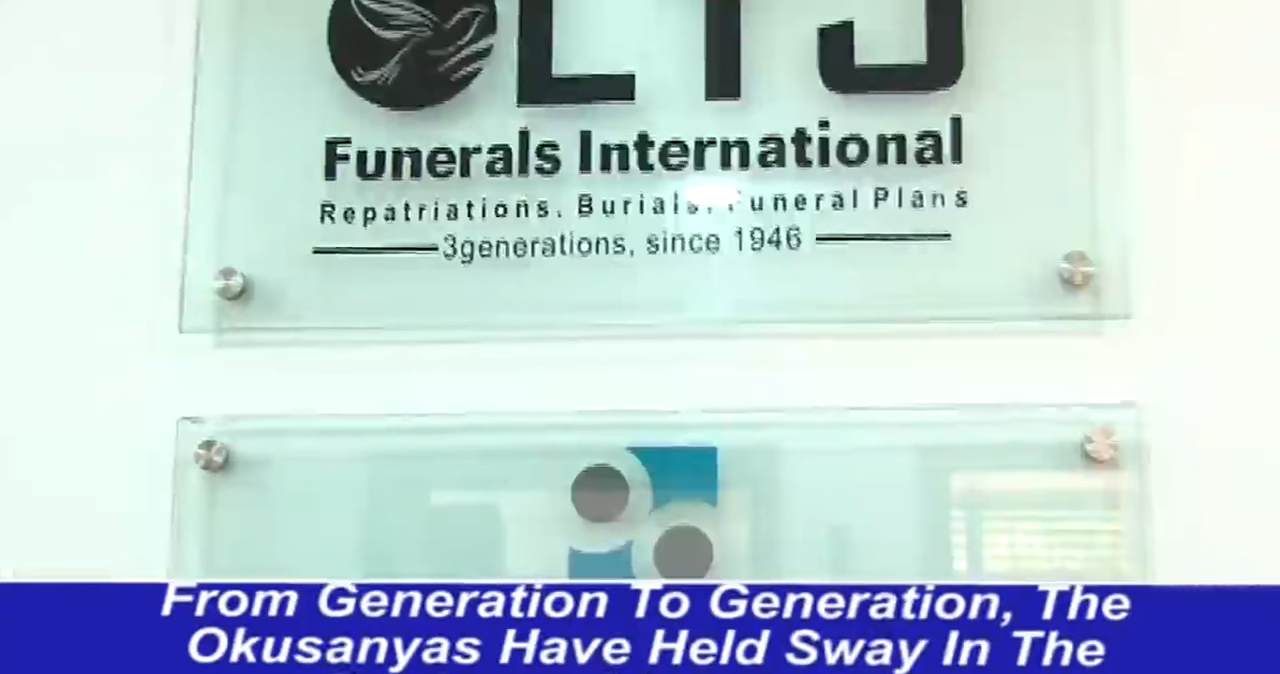 Funerals International
Repatriations. Burials. Funeral Plans
3generations, since 1946
From Generation To Generation, The
Okusanyas Have Held Sway In The